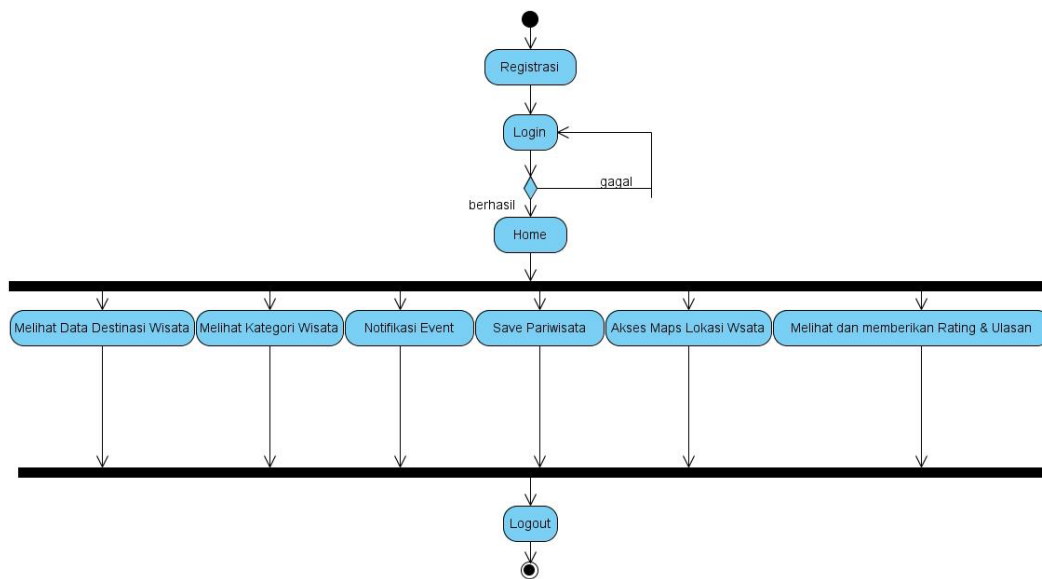 Registrasi
Login
gagal
berhasil
Home
Melihat Data Destinasi Wisata
Melihat Kategori Wisata
Notifikasi Event
Save Pariwisata
Akses Maps Lokasi Wsata
Melihat dan memberikan Rating & Ulasan
Logout